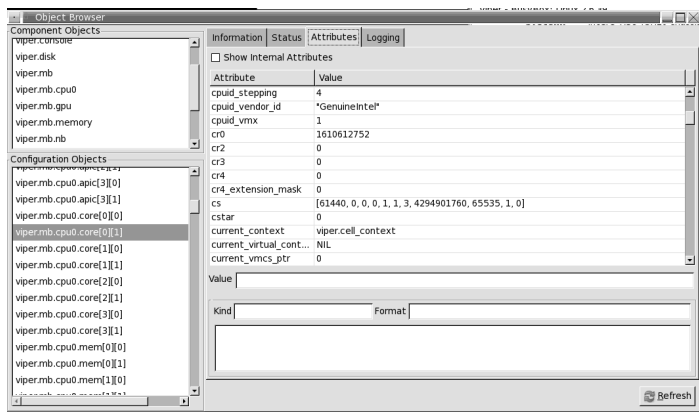 Object Browser
Component Objects
viper.console
viper.disk
viper.mb
viper.mb.cpu0
viper.mb.gpu
viper.mb.memory
viper.mb.nb
Configuration Objects
viper.mb.cpu0.apic[2][1]
viper.mb.cpu0.apic[3][0]
viper.mb.cpu0.apic[3][1]
viper.mb.cpu0.core[0][0]
viper.mb.cpu0.core[0][1]
viper.mb.cpu0.core[1][0]
viper.mb.cpu0.core[1][1]
viper.mb.cpu0.core[2][0]
viper.mb.cpu0.core[2][1]
viper.mb.cpu0.core[3][0]
viper.mb.cpu0.core[3][1]
viper.mb.cpu0.mem[0][0]
viper.mb.cpu0.mem[0][1]
viper.mb.cpu0.mem[1][0]
Information Status Attributes Logging
Show Internal Attributes
Attribute Value
cpuid_stepping 4
cpuid_vendor_id "GenuineIntel"
cpuid_vmx 1
cr0 1610612752
cr2 0
cr3 0
cr4 0
cr4_extension_mask 0
cs [61440, 0, 0, 0, 1, 1, 3, 4294901760, 65535, 1, 0]
cstar 0
current_context viper.cell_context
current_virtual_cont... NIL
current_vmcs_ptr 0
Value
Kind Format
Refresh